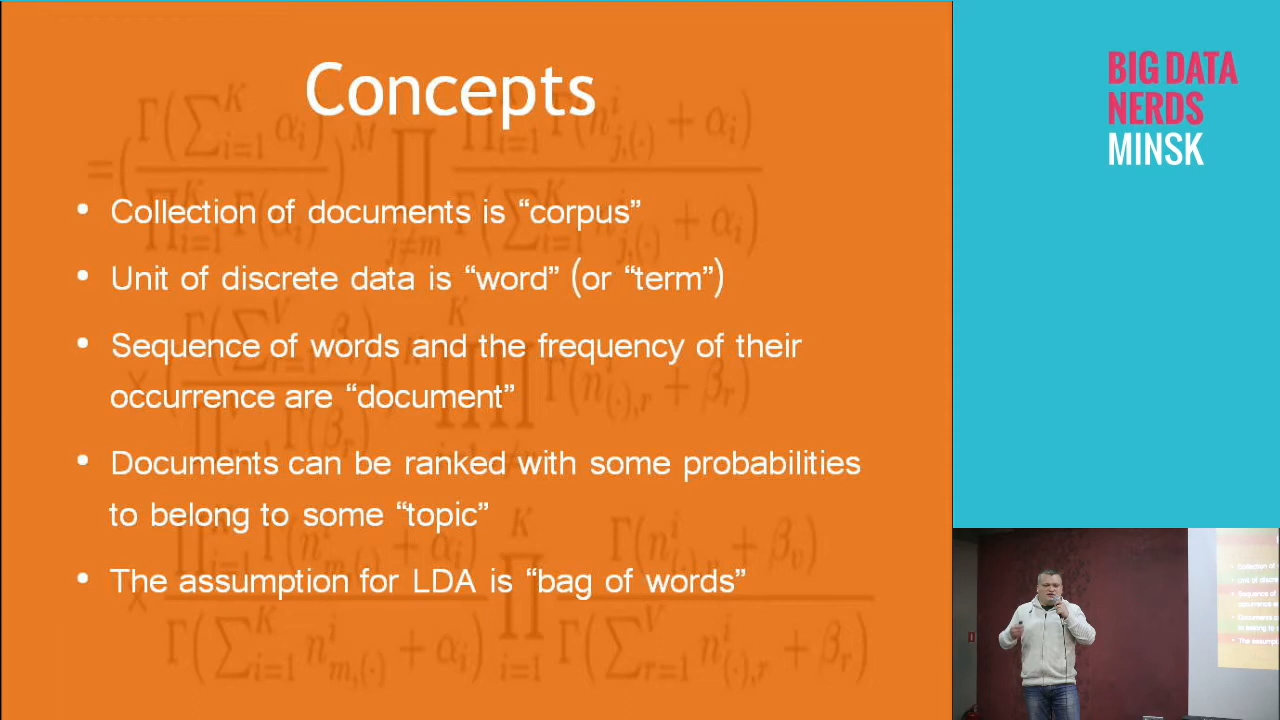 Concepts
• Collection of documents is “corpus”
• Unit of discrete data is “word” (or “term”)
• Sequence of words and the frequency of their
occurrence are “document”
• Documents can be ranked with some probabilities
to belong to some “topic”
• The assumption for LDA is “bag of words”
BIG DATA
NERDS
MINSK